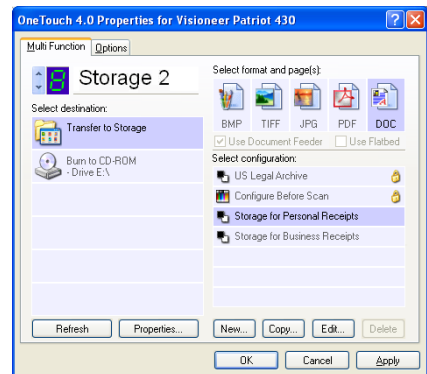 OneTouch 4.0 Properties for Visioneer Patriot 430
Multi Function Options
8 Storage 2
Select destination:
Transfer to Storage
Burn to CD-ROM
- Drive E:\
Refresh Properties...
Select format and page(s):
BMP TIFF JPG PDF DOC
Use Document Feeder Use Flatbed
Select configuration:
US Legal Archive
Configure Before Scan
Storage for Personal Receipts
Storage for Business Receipts
New... Copy... Edit... Delete
OK Cancel Apply